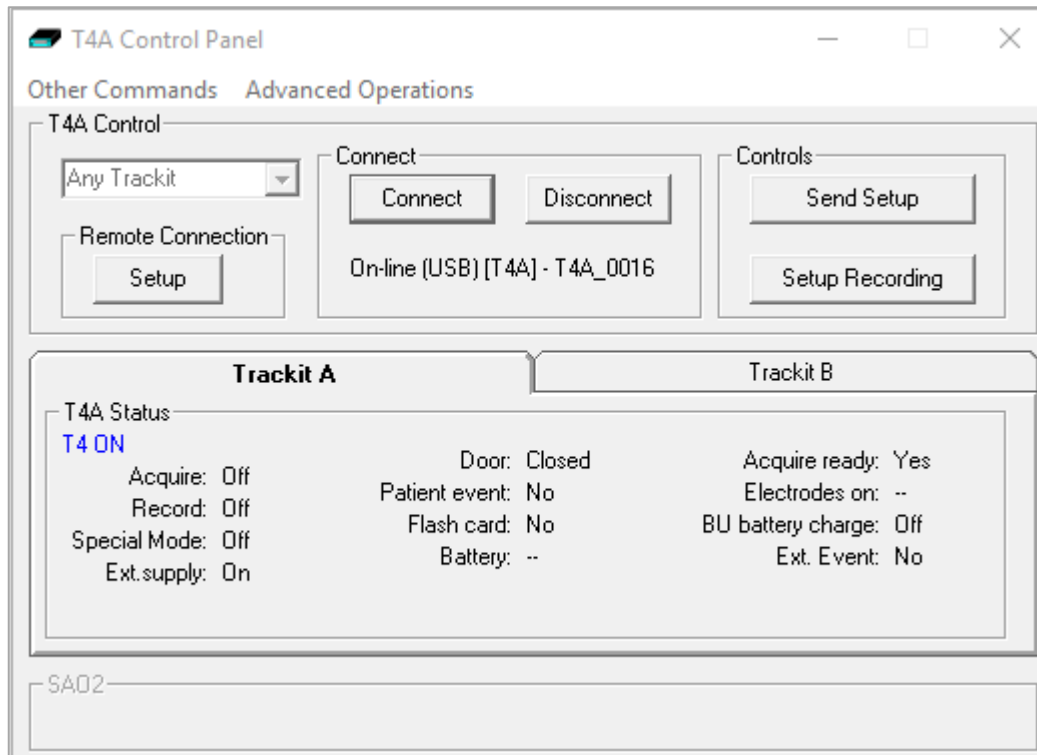 T4A Control Panel
Other Commands Advanced Operations
T4A Control
Any Trackit
Remote Connection
Setup
Connect
Connect Disconnect
On-line (USB) [T4A] - T4A_0016
Controls
Send Setup
Setup Recording
Trackit A Trackit B
T4A Status
T4 ON
Acquire: Off
Record: Off
Special Mode: Off
Ext.supply: On
Door: Closed
Patient event: No
Flash card: No
Battery: --
Acquire ready: Yes
Electrodes on: --
BU battery charge: Off
Ext. Event: No
SAO2